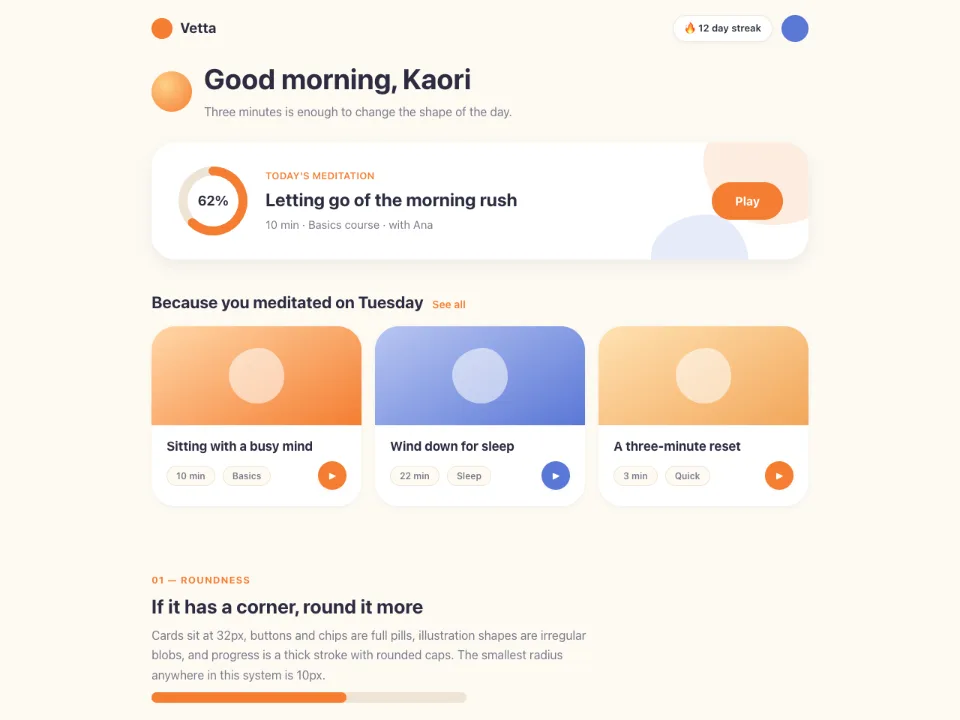 Vetta
🔥 12 day streak
Good morning, Kaori
Three minutes is enough to change the shape of the day.
62%
TODAY'S MEDITATION
Letting go of the morning rush
10 min · Basics course · with Ana
Play
Because you meditated on Tuesday See all
Sitting with a busy mind
10 min Basics
Wind down for sleep
22 min Sleep
A three-minute reset
3 min Quick
01 — ROUNDNESS
If it has a corner, round it more
Cards sit at 32px, buttons and chips are full pills, illustration shapes are irregular
blobs, and progress is a thick stroke with rounded caps. The smallest radius
anywhere in this system is 10px.